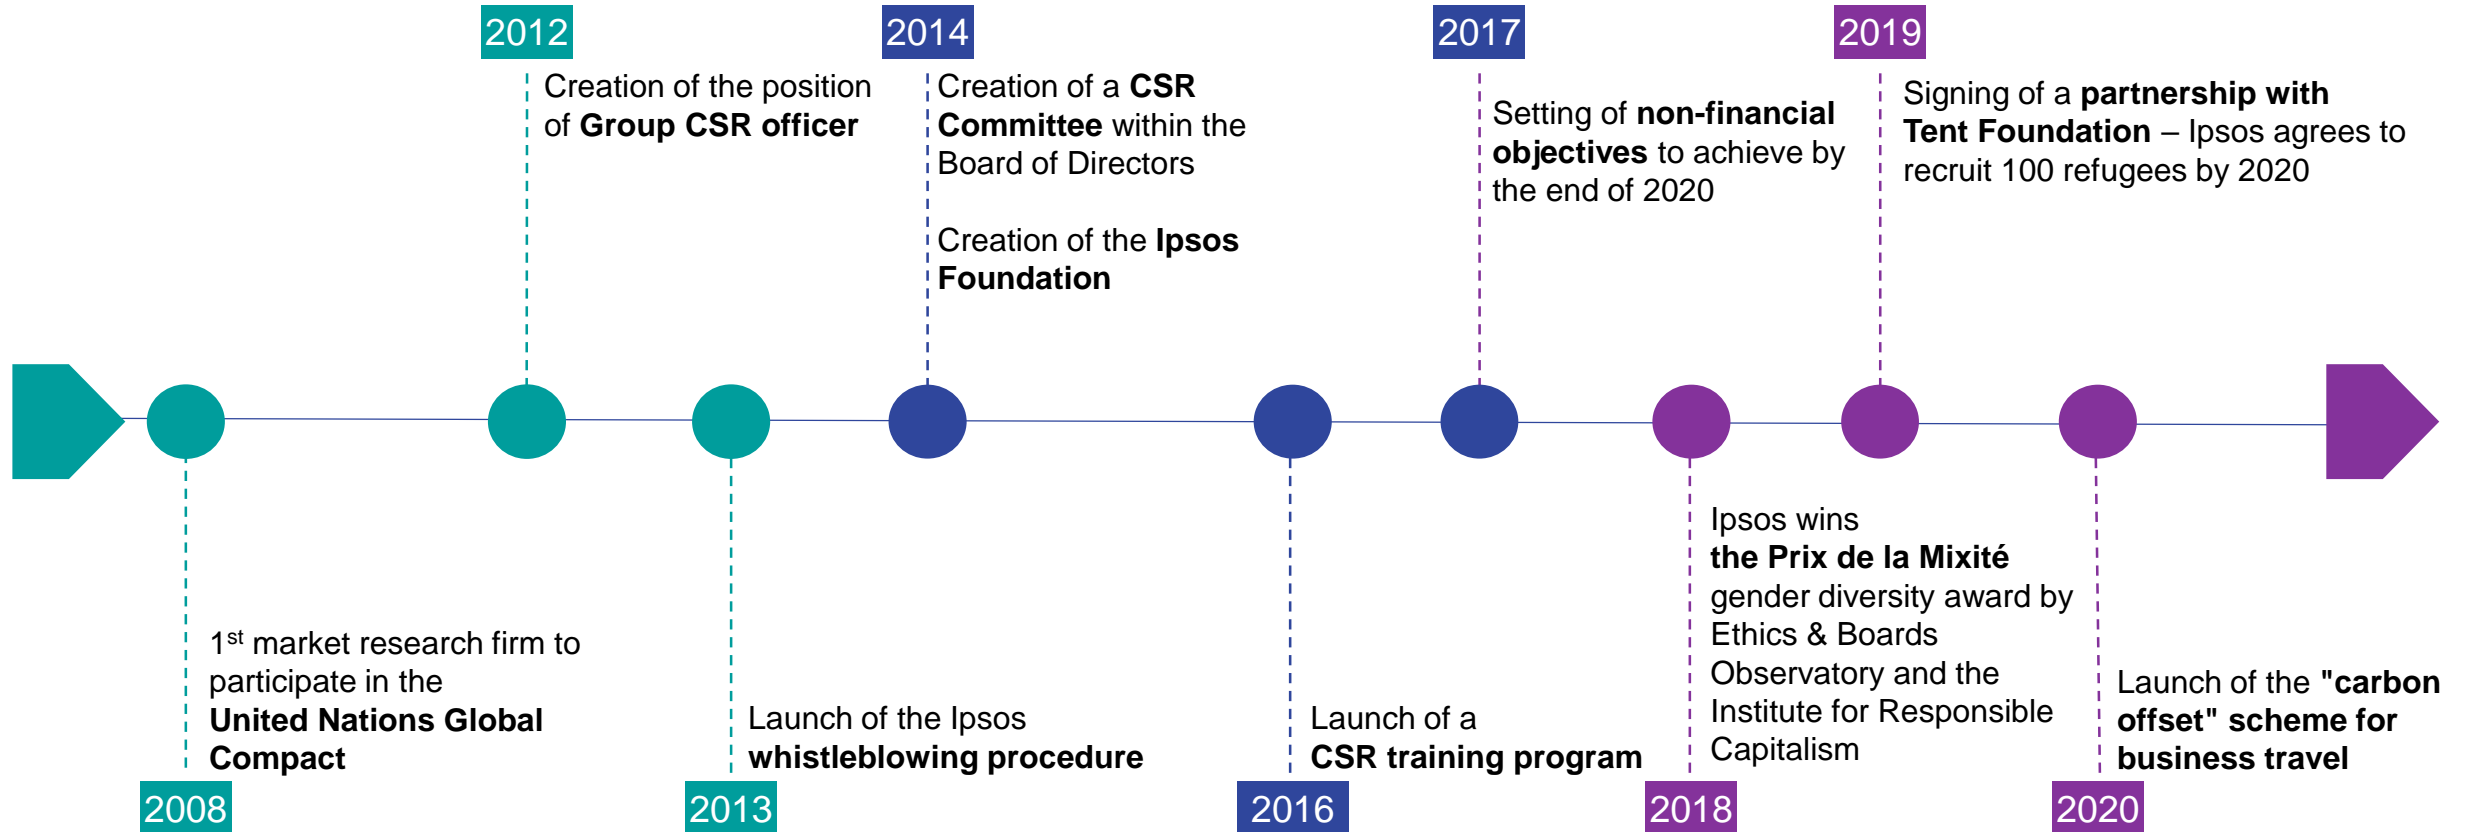 2012
Creation of the position
of Group CSR officer
2014
Creation of a CSR
Committee within the
Board of Directors
Creation of the Ipsos
Foundation
2017
Setting of non-financial
objectives to achieve by
the end of 2020
2019
Signing of a partnership with
Tent Foundation – Ipsos agrees to
recruit 100 refugees by 2020
1st market research firm to
participate in the
United Nations Global
Compact
2008
Launch of the Ipsos
whistleblowing procedure
2013
Launch of a
CSR training program
2016
Ipsos wins
the Prix de la Mixité
gender diversity award by
Ethics & Boards
Observatory and the
Institute for Responsible
Capitalism
2018
Launch of the "carbon
offset" scheme for
business travel
2020